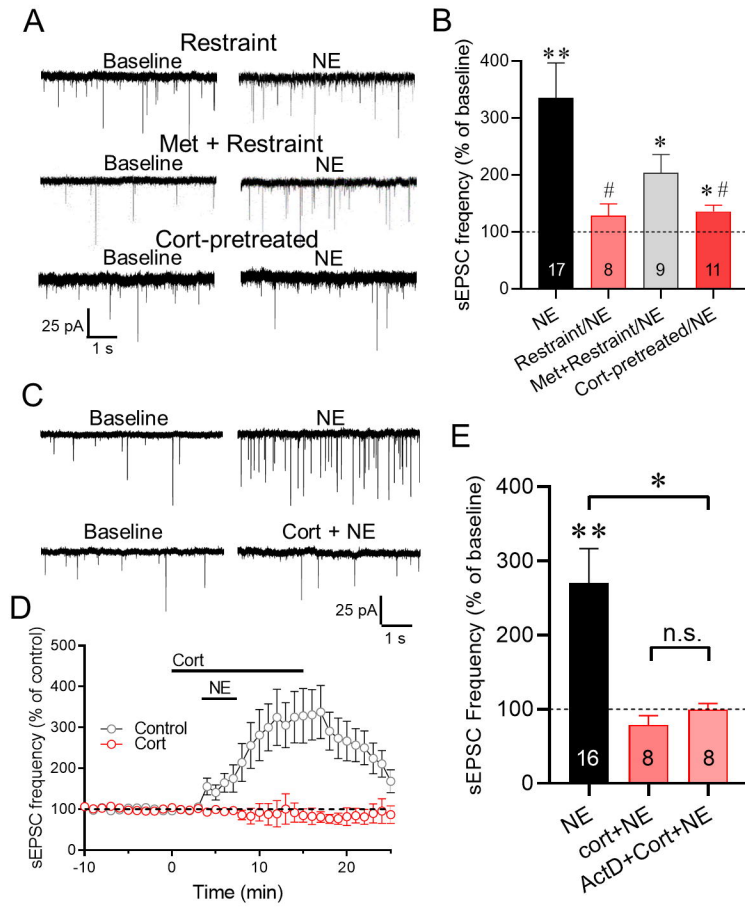 A
Restraint
Baseline NE
Met + Restraint
Baseline NE
Cort-pretreated
Baseline NE
25 pA
1 s
B
sEPSC freqency (% of baseline)
400
300
200
100
0
**
#
*
* #
17 8 9 11
NE
Restraint/NE
Met+Restraint/NE
Cort-pretreated/NE
C
Baseline NE
Baseline Cort + NE
25 pA
1 s
D
sEPSC frequency (% of control)
500
400
300
200
100
0
Cort
NE
Control
Cort
-10 0 10 20
Time (min)
E
sEPSC Frequency (% of baseline)
400
300
200
100
0
*
**
n.s.
16 8 8
NE
cort+NE
ActD+Cort+NE